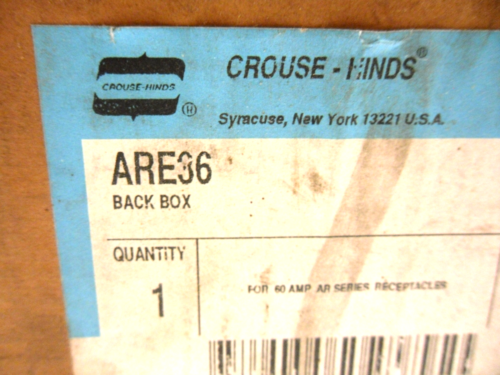 CROUSE-HINDS®
CROUSE - HINDS®
Syracuse, New York 13221 U.S.A.
ARE36
BACK BOX
QUANTITY
1
FOR 60 AMP AR SERIES RECEPTACLES